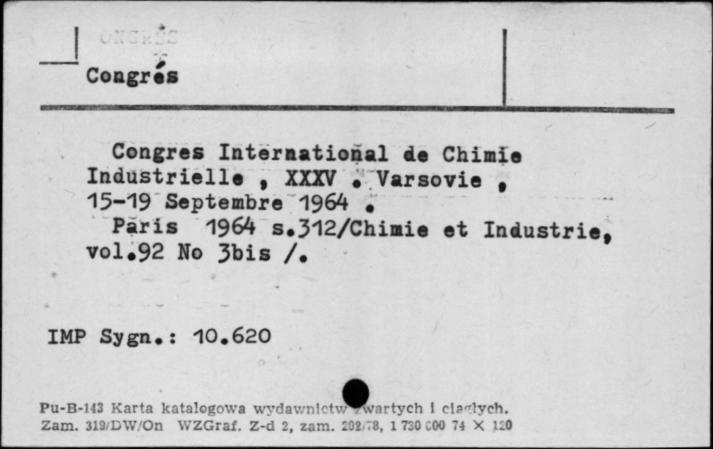 Congrés
Congres International de Chimie
Industrielle , XXXV . Varsovie ,
15-19 Septembre 1964 .
Paris 1964 s.312/Chimie et Industrie,
vol.92 No 3bis /.
IMP Sygn.: 10.620
Pu-B-143 Karta katalogowa wydawnictw zwartych i ciągłych.
Zam. 319/DW/On WZGraf. Z-d 2, zam. 202/78, 1 730 000 74 X 120